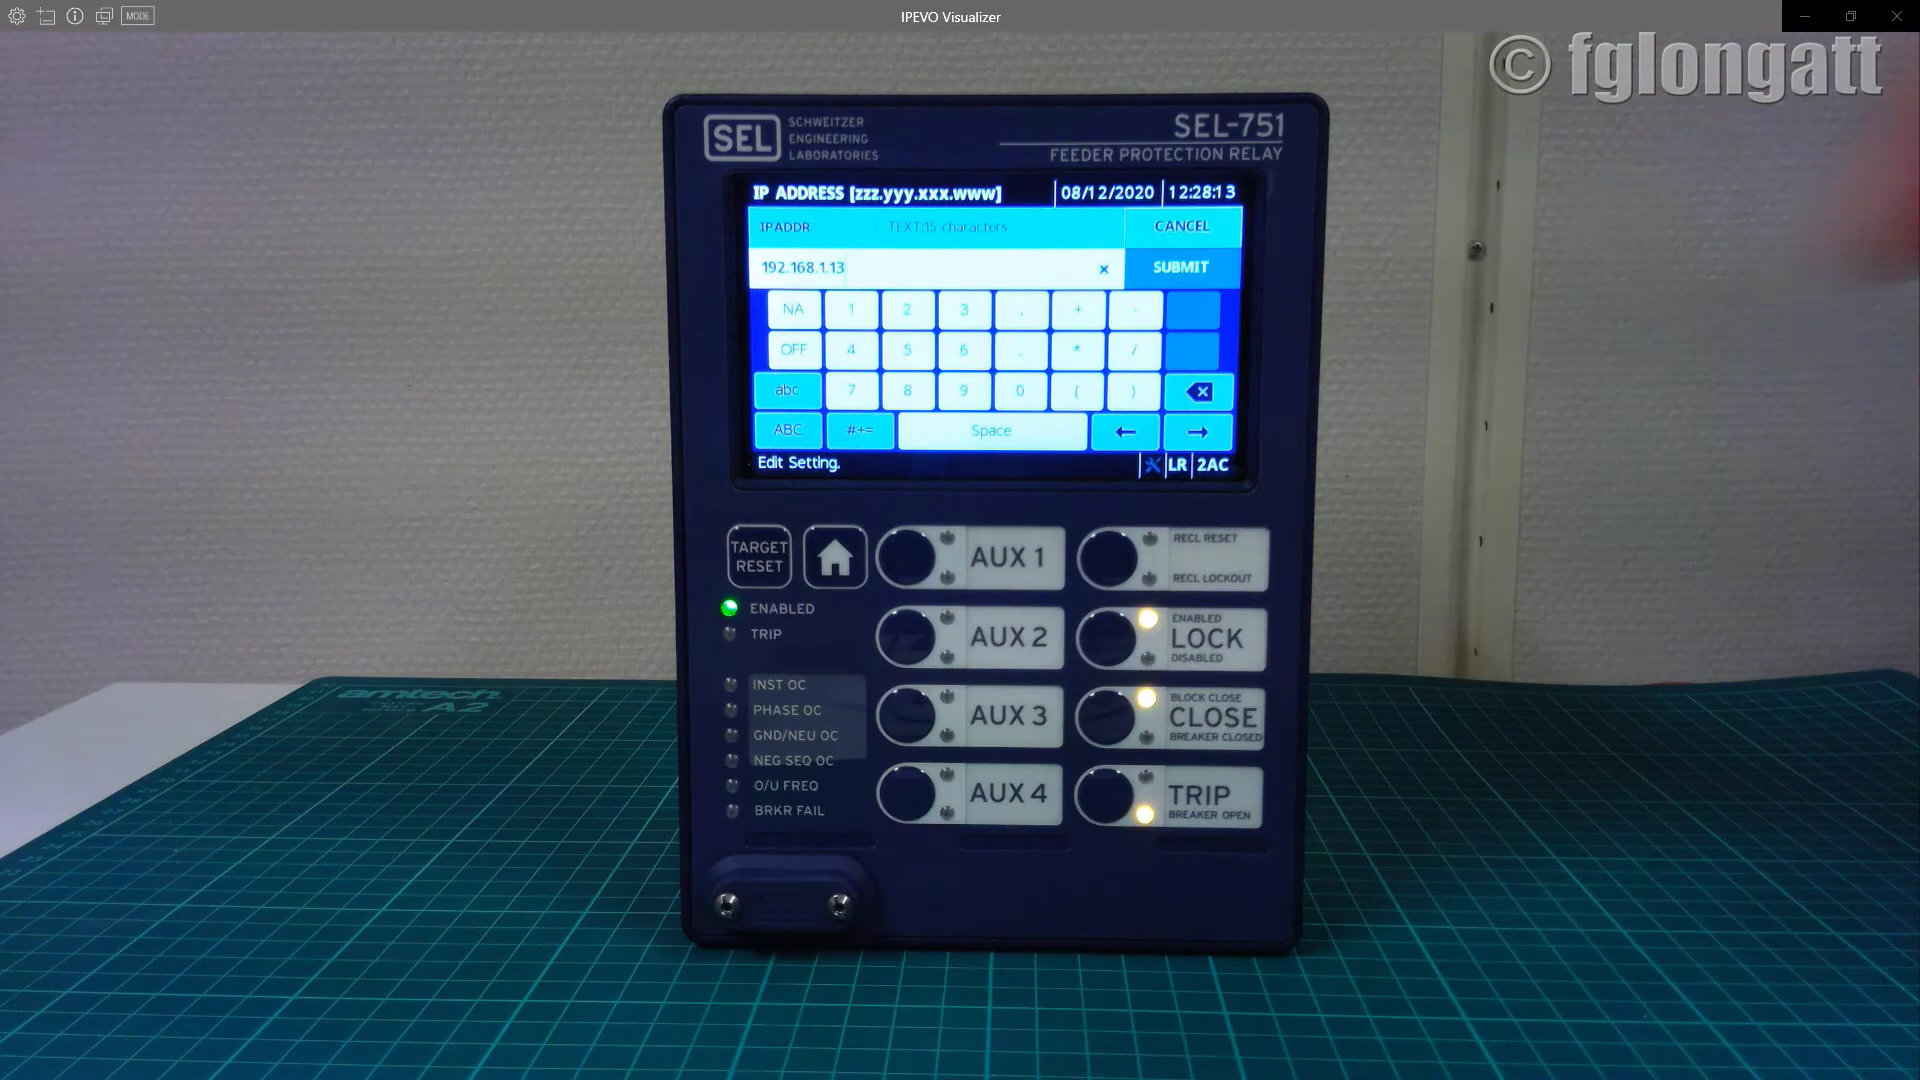 MODE
IPEVO Visualizer
© fglongatt
SEL
SCHWEITZER
ENGINEERING
LABORATORIES
SEL-751
FEEDER PROTECTION RELAY
IP ADDRESS [zzz.yyy.xxx.www]
08/12/2020
12:28:13
IPADDR
TEXT;15 characters
CANCEL
192.168.1.13
×
SUBMIT
NA 1 2 3 , + -
OFF 4 5 6 . * /
abc 7 8 9 0 ( )
ABC #+= Space ← →
Edit Setting.
LR
2AC
TARGET
RESET
AUX 1
RECL RESET
RECL LOCKOUT
ENABLED
TRIP
AUX 2
ENABLED
LOCK
DISABLED
INST OC
PHASE OC
GND/NEU OC
NEG SEQ OC
O/U FREQ
BRKR FAIL
AUX 3
BLOCK CLOSE
CLOSE
BREAKER CLOSED
AUX 4
TRIP
BREAKER OPEN
amtech
A2